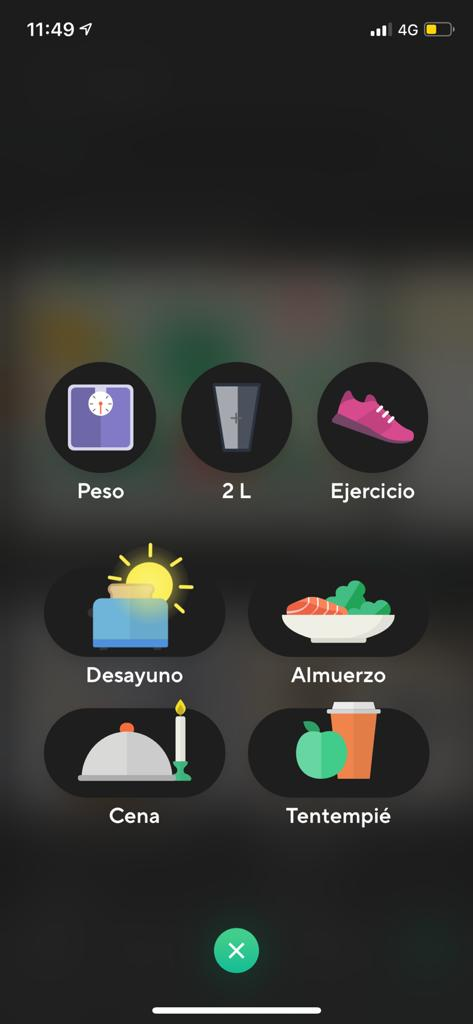 11:49
4G
Peso
2 L
Ejercicio
Desayuno
Almuerzo
Cena
Tentempié